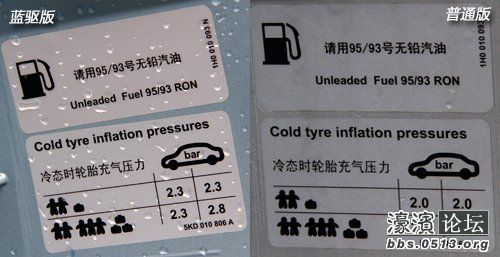 蓝驱版
请用95/93号无铅汽油
Unleaded Fuel 95/93 RON
Cold tyre inflation pressures
冷态时轮胎充气压力
bar
2.3 2.3
2.3 2.8
5KD 010 806 A
普通版
请用95/93号无铅汽油
Unleaded Fuel 95/93 RON
Cold tyre inflation pressures
冷态时轮胎充气压力
bar
2.0 2.0
濠滨 论坛
bbs.0513.org